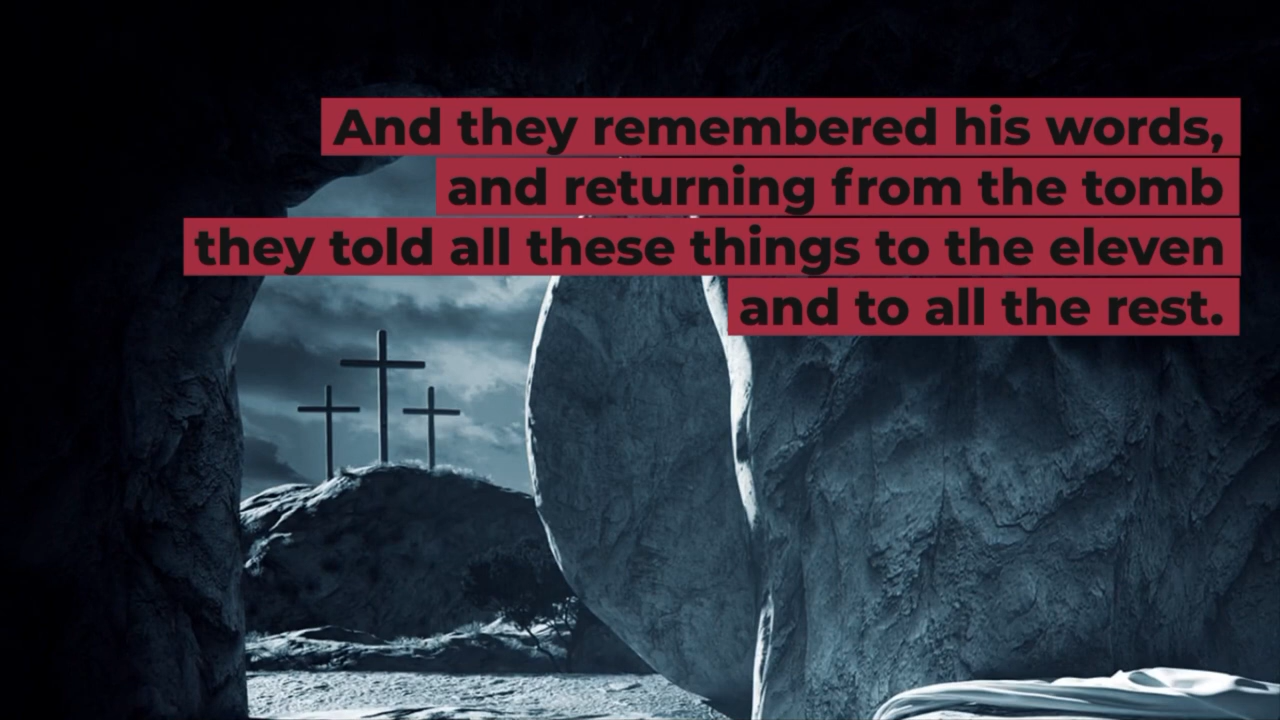 And they remembered his words,
and returning from the tomb
they told all these things to the eleven
and to all the rest.